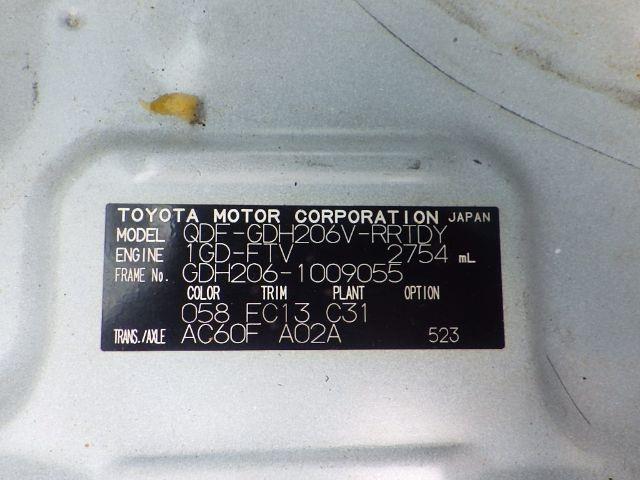 TOYOTA MOTOR CORPORATION JAPAN
MODEL QDF-GDH206V-RRTDY
ENGINE 1GD-FTV 2754 mL
FRAME No. GDH206-1009055
COLOR TRIM PLANT OPTION
058 FC13 C31
TRANS./AXLE AC60F A02A 523